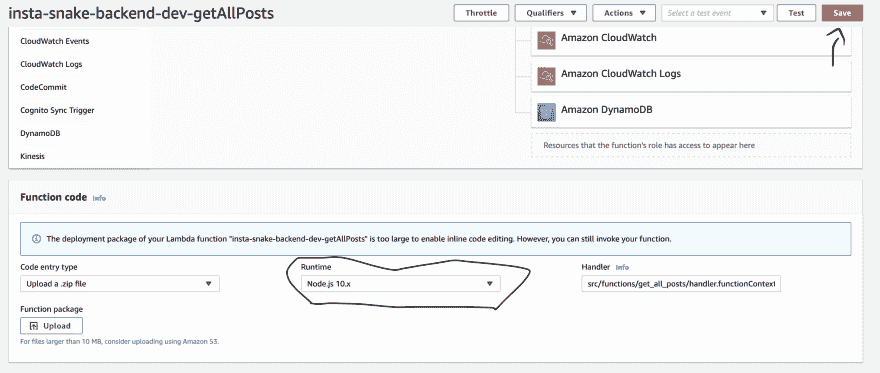 insta-snake-backend-dev-getAllPosts
Throttle
Qualifiers
Actions
Select a test event
Test
Save
CloudWatch Events
CloudWatch Logs
CodeCommit
Cognito Sync Trigger
DynamoDB
Kinesis
Amazon CloudWatch
Amazon CloudWatch Logs
Amazon DynamoDB
Resources that the function's role has access to appear here
Function code Info
The deployment package of your Lambda function "insta-snake-backend-dev-getAllPosts" is too large to enable inline code editing. However, you can still invoke your function.
Code entry type
Upload a .zip file
Runtime
Node.js 10.x
Handler Info
src/functions/get_all_posts/handler.functionContext
Function package
Upload
For files larger than 10 MB, consider uploading using Amazon S3.